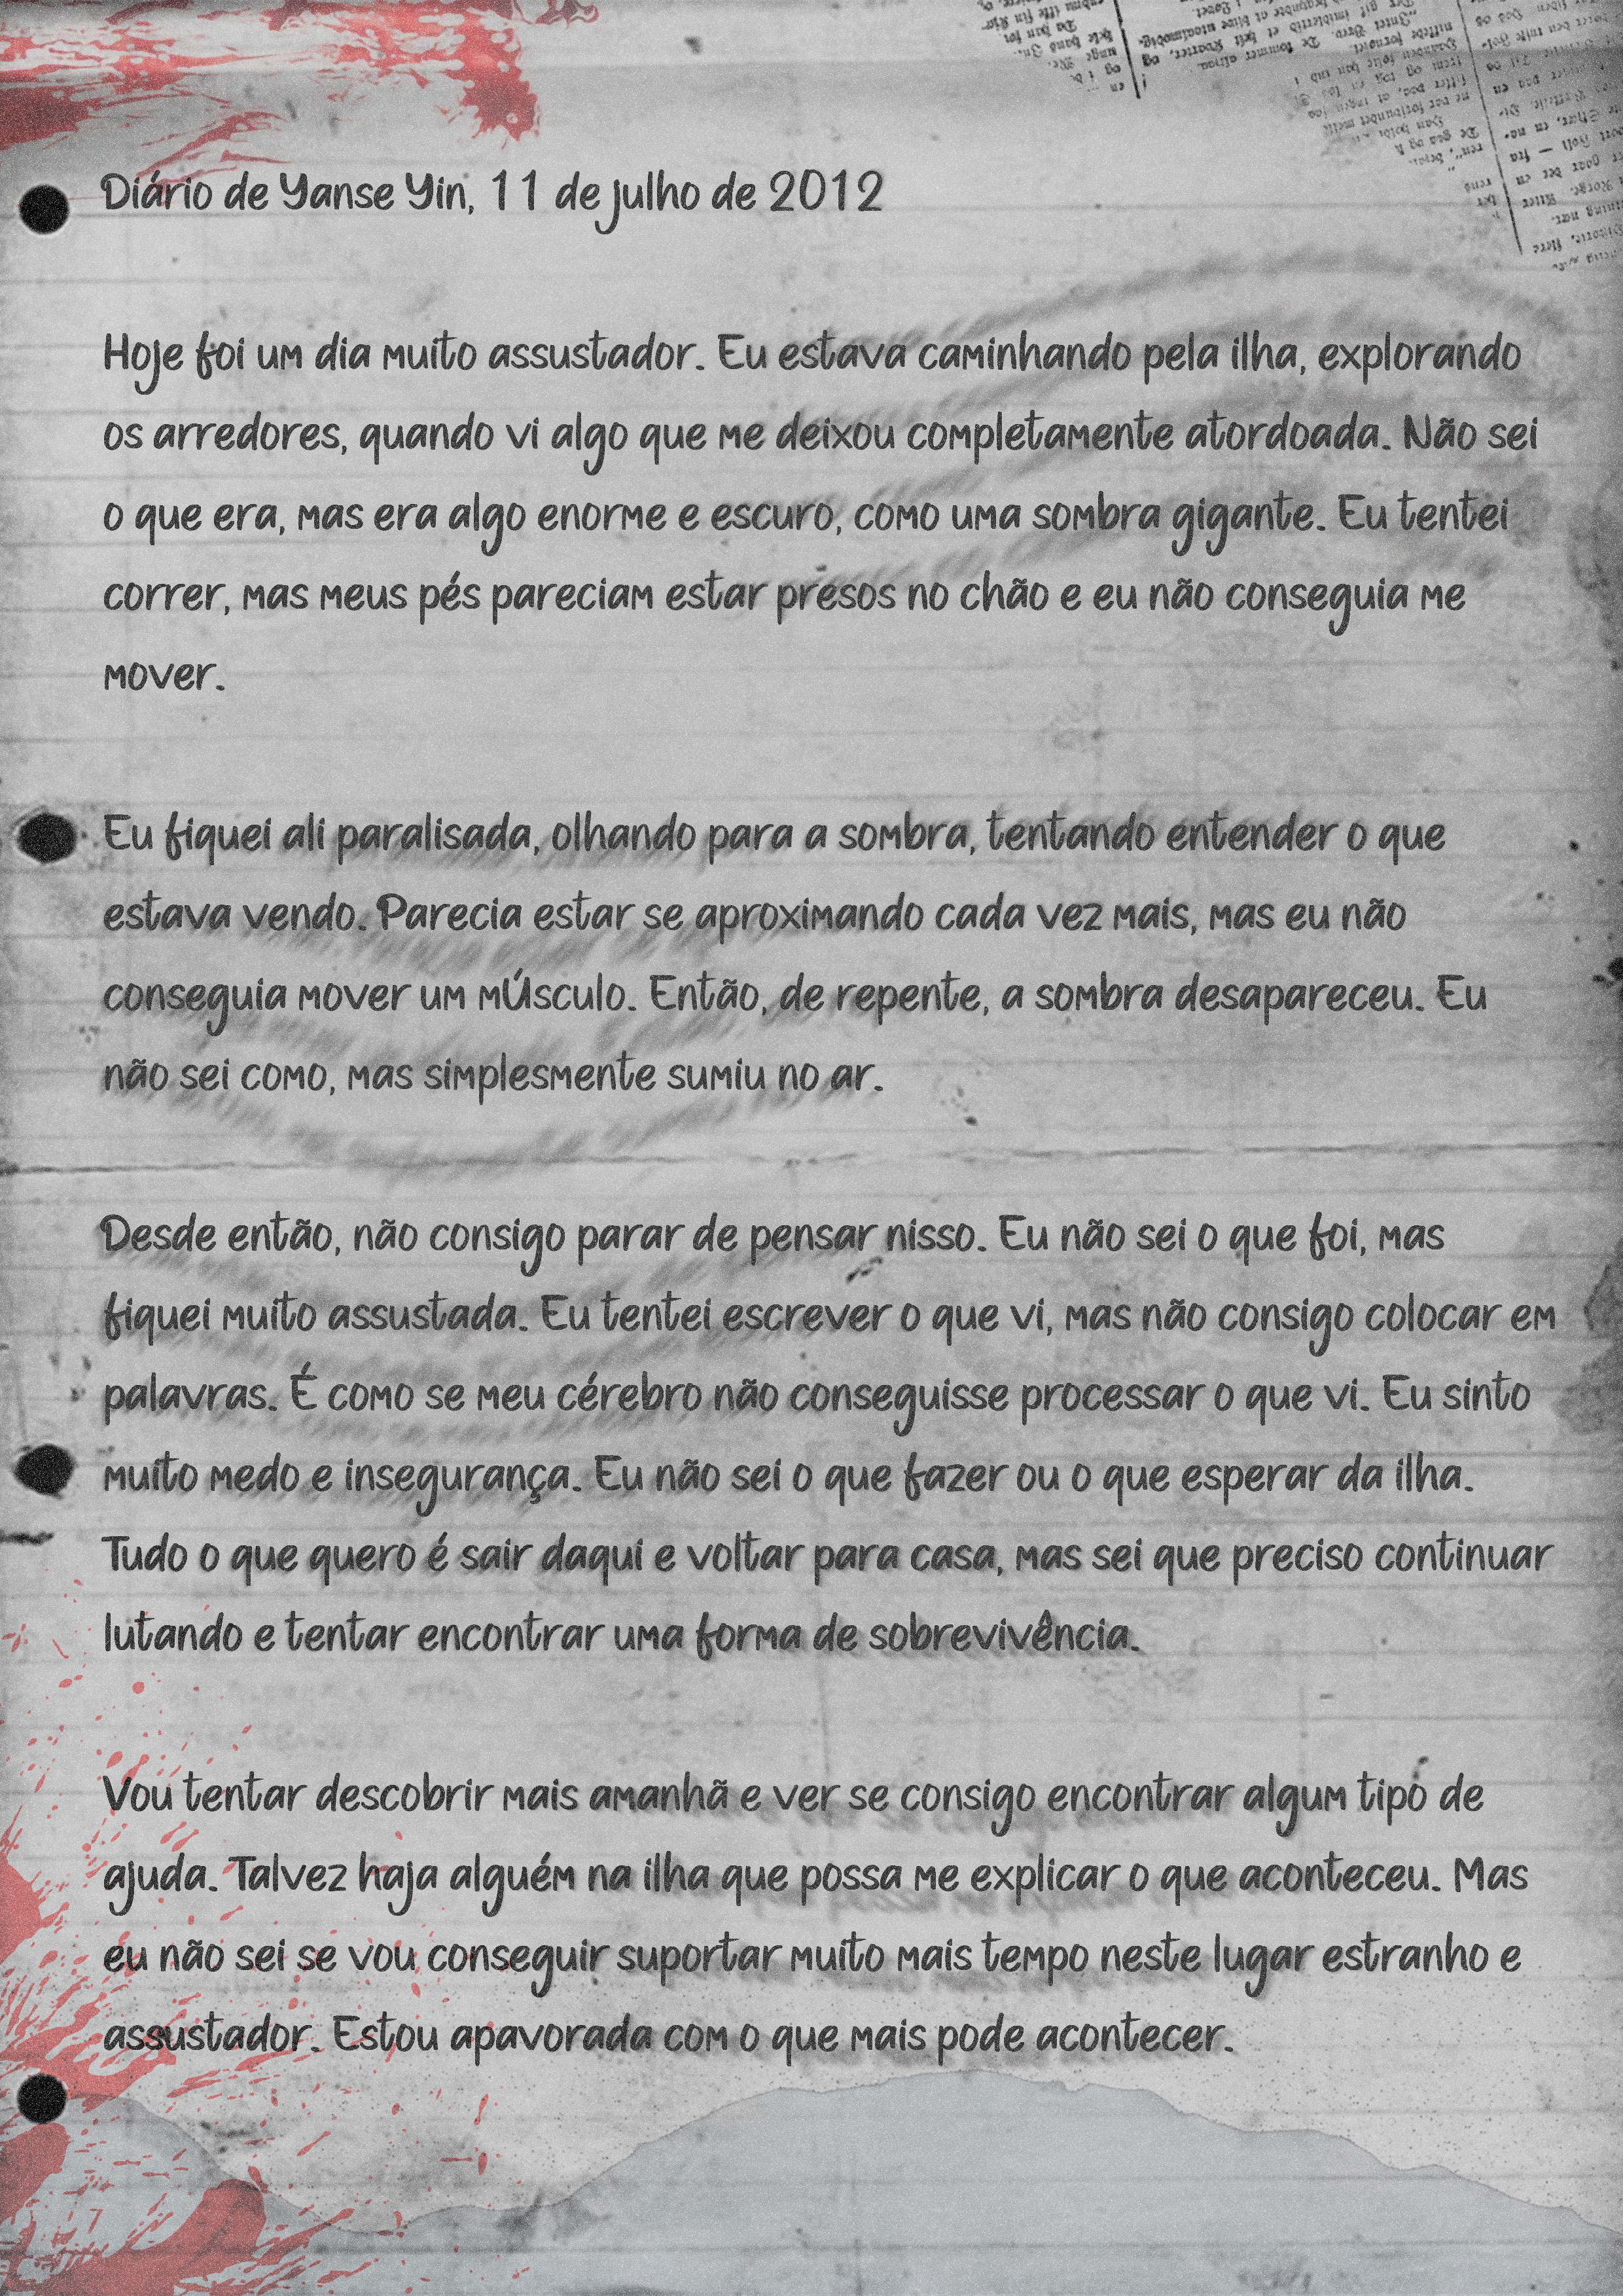 Diário de Yanse Yin, 11 de julho de 2012
Hoje foi um dia muito assustador. Eu estava caminhando pela ilha, explorando
os arredores, quando vi algo que me deixou completamente atordoada. Não sei
o que era, mas era algo enorme e escuro, como uma sombra gigante. Eu tentei
correr, mas meus pés pareciam estar presos no chão e eu não conseguia me
mover.
Eu fiquei ali paralisada, olhando para a sombra, tentando entender o que
estava vendo. Parecia estar se aproximando cada vez mais, mas eu não
conseguia mover um mÚsculo. Então, de repente, a sombra desapareceu. Eu
não sei como, mas simplesmente sumiu no ar.
Desde então, não consigo parar de pensar nisso. Eu não sei o que foi, mas
fiquei muito assustada. Eu tentei escrever o que vi, mas não consigo colocar em
palavras. É como se meu cérebro não conseguisse processar o que vi. Eu sinto
muito medo e insegurança. Eu não sei o que fazer ou o que esperar da ilha.
Tudo o que quero é sair daqui e voltar para casa, mas sei que preciso continuar
lutando e tentar encontrar uma forma de sobrevivência.
Vou tentar descobrir mais amanhã e ver se consigo encontrar algum tipo de
ajuda. Talvez haja alguém na ilha que possa me explicar o que aconteceu. Mas
eu não sei se vou conseguir suportar muito mais tempo neste lugar estranho e
assustador. Estou apavorada com o que mais pode acontecer.